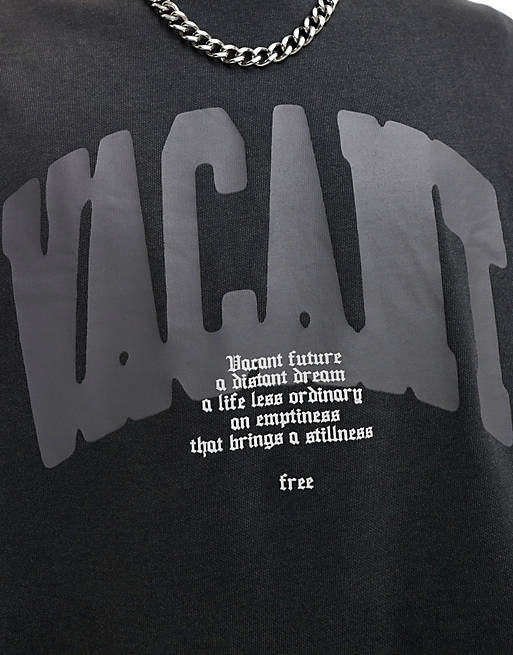 VACANT
Vacant future
a distant dream
a life less ordinary
an emptiness
that brings a stillness
free